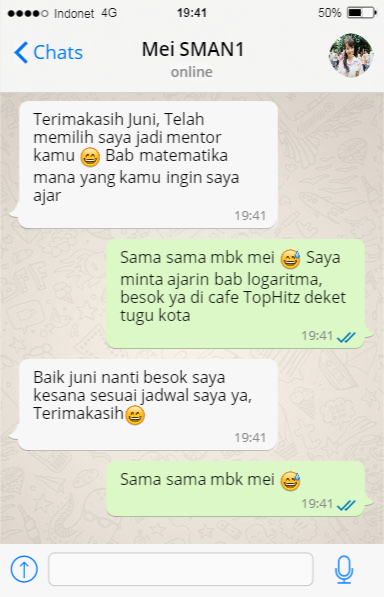 Indonet 4G 19:41 50%
Chats Mei SMAN1
online
Terimakasih Juni, Telah
memilih saya jadi mentor
kamu 😄 Bab matematika
mana yang kamu ingin saya
ajar
19:41
Sama sama mbk mei 😅 Saya
minta ajarin bab logaritma,
besok ya di cafe TopHitz deket
tugu kota
19:41
Baik juni nanti besok saya
kesana sesuai jadwal saya ya,
Terimakasih😄
19:41
Sama sama mbk mei 😅
19:41